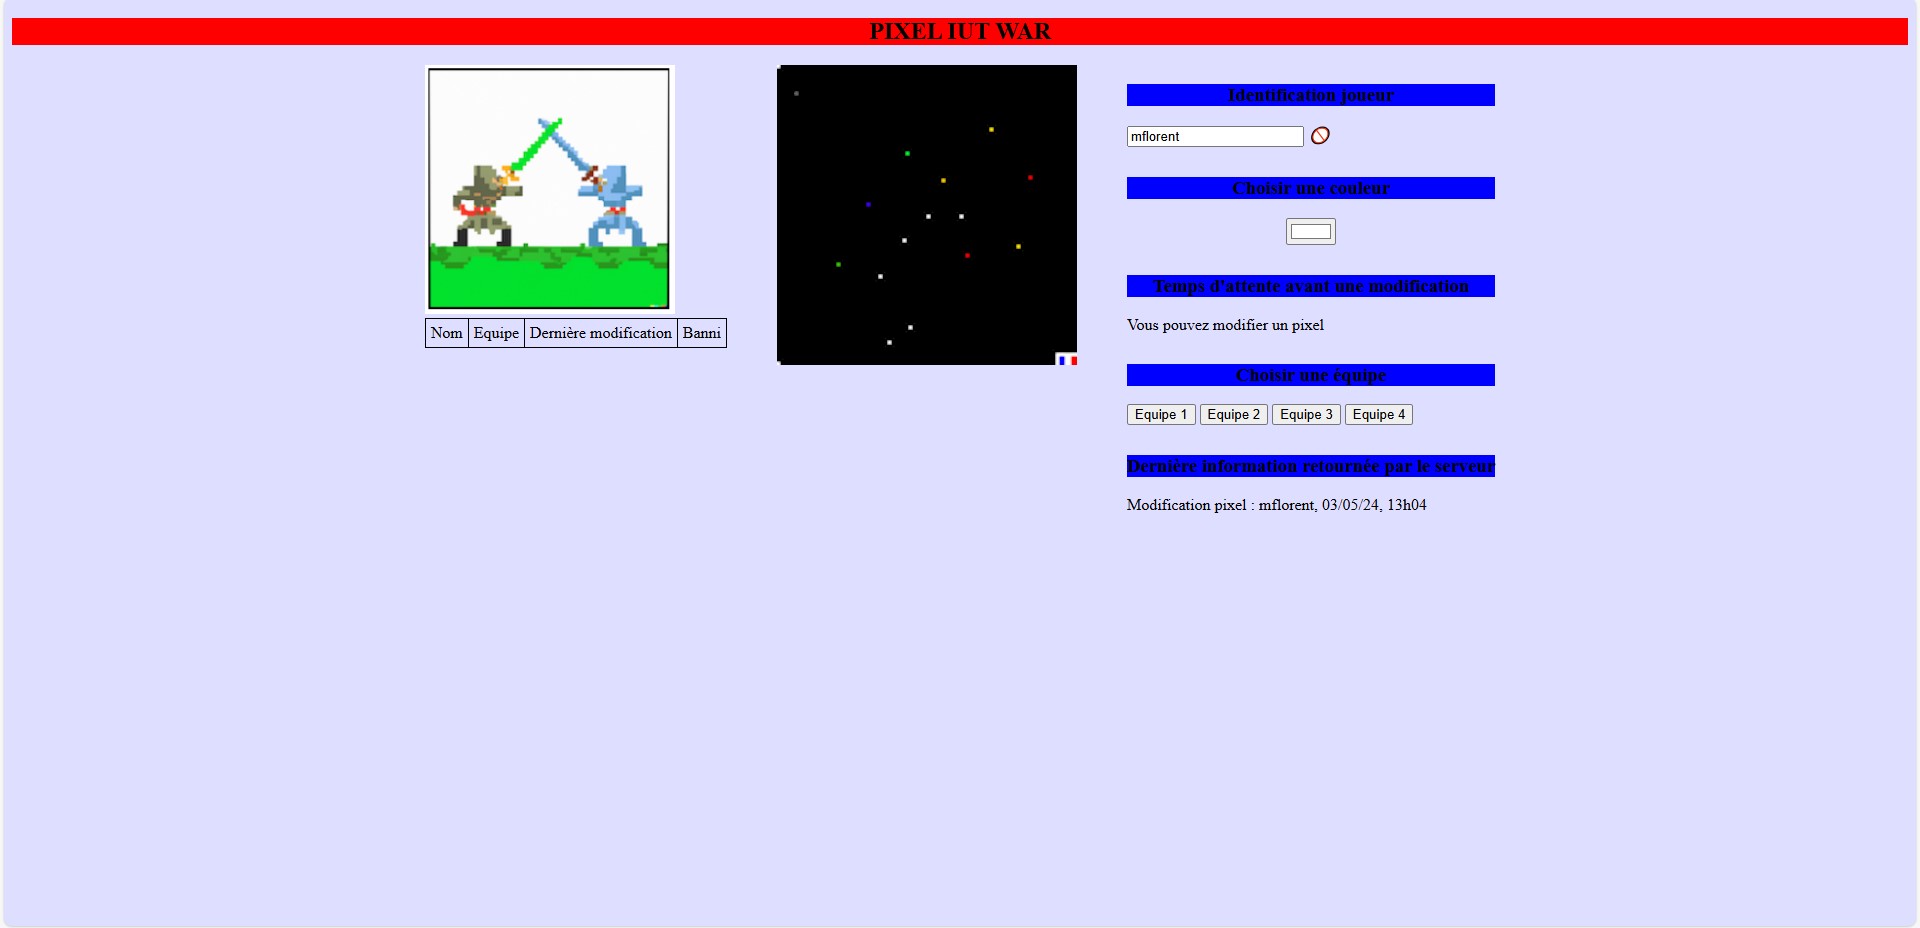 PIXEL IUT WAR
Nom Equipe Dernière modification Banni
Identification joueur
mflorent
Choisir une couleur
Temps d'attente avant une modification
Vous pouvez modifier un pixel
Choisir une équipe
Equipe 1 Equipe 2 Equipe 3 Equipe 4
Dernière information retournée par le serveur
Modification pixel : mflorent, 03/05/24, 13h04